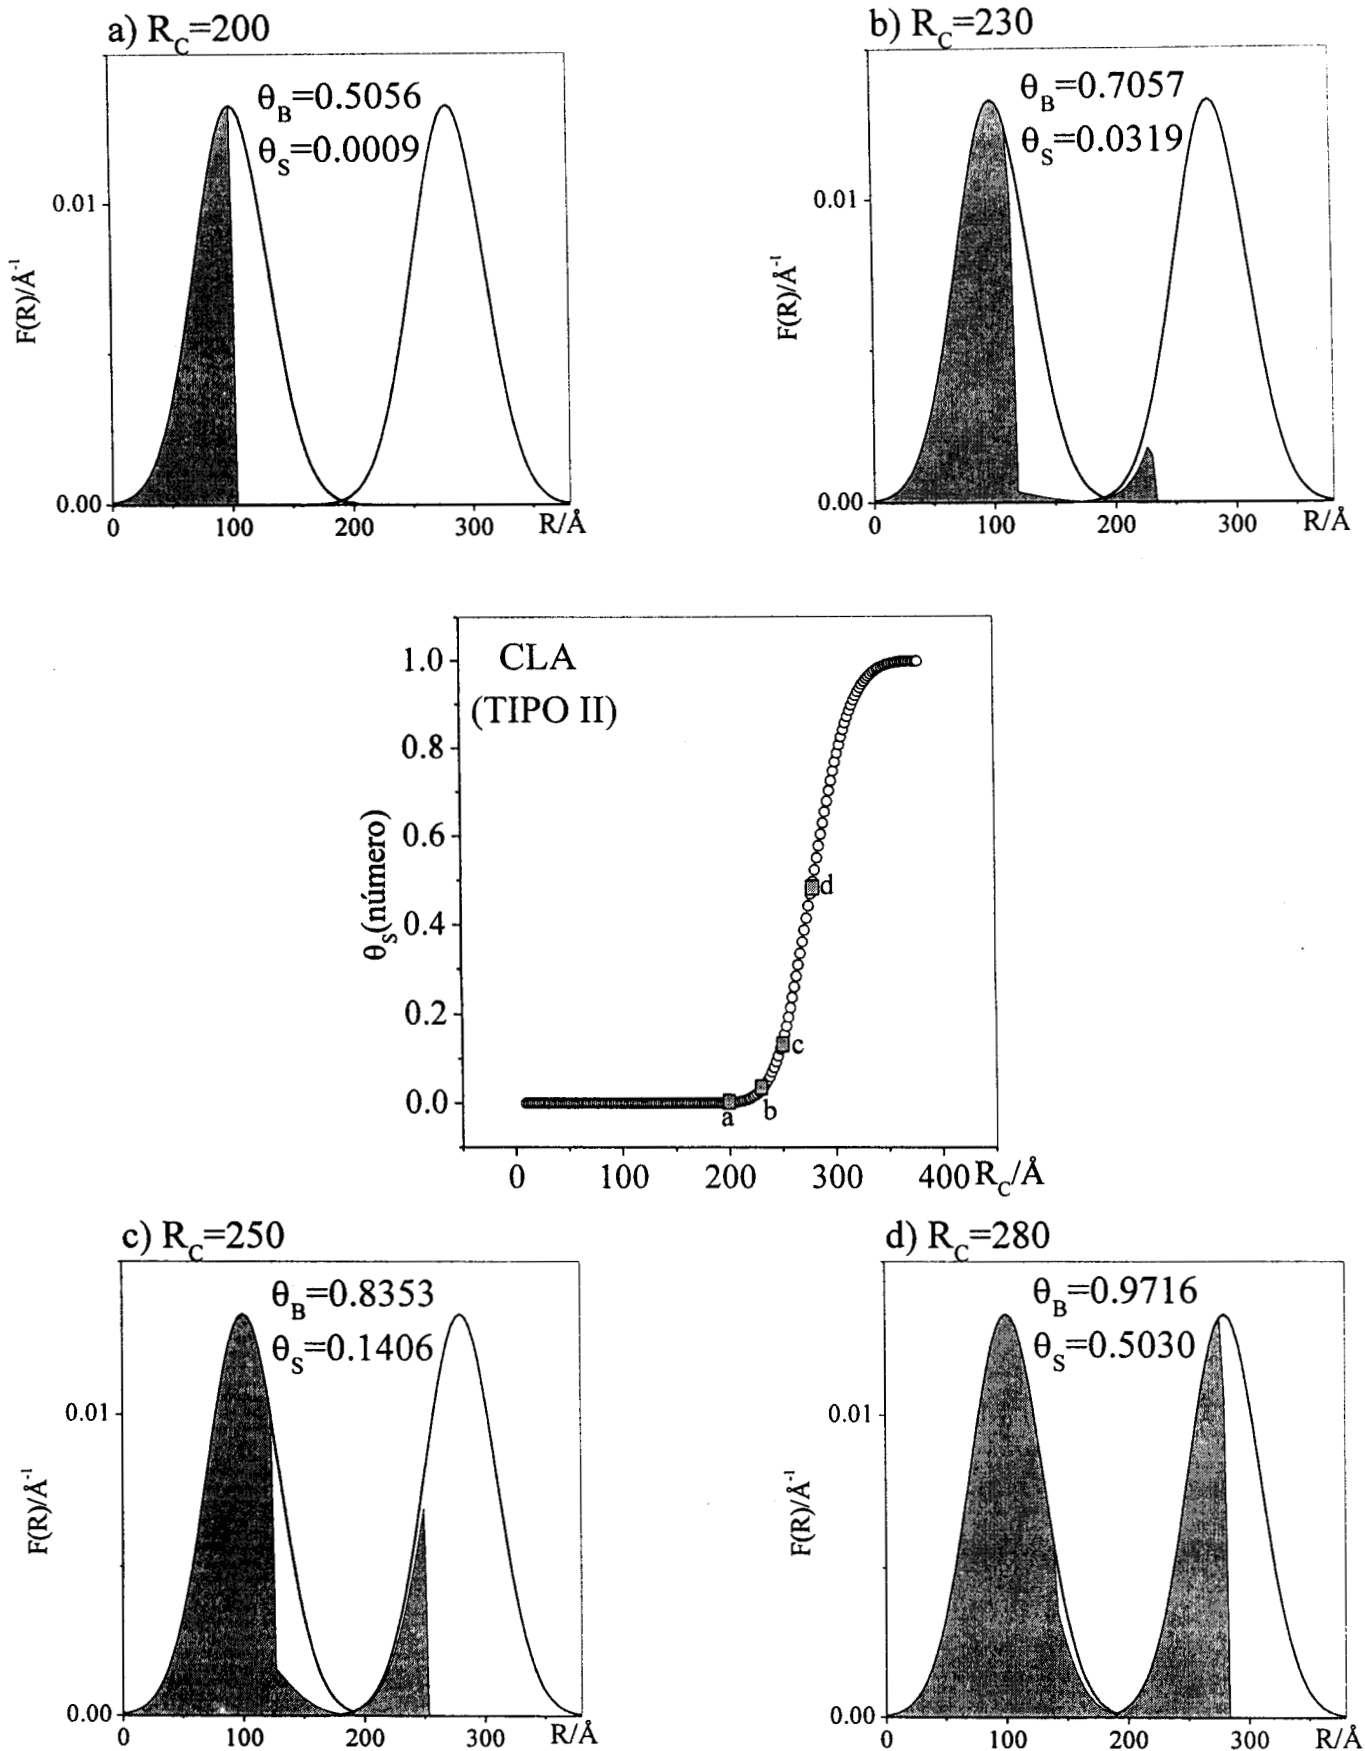 a) R_C=200
θ_B=0.5056
θ_S=0.0009
F(R)/Å⁻¹
0.01
0.00
0 100 200 300 R/Å
b) R_C=230
θ_B=0.7057
θ_S=0.0319
F(R)/Å⁻¹
0.01
0.00
0 100 200 300 R/Å
CLA
(TIPO II)
θ_S(número)
1.0
0.8
0.6
0.4
0.2
0.0
a
b
c
d
0 100 200 300 400 R_C/Å
c) R_C=250
θ_B=0.8353
θ_S=0.1406
F(R)/Å⁻¹
0.01
0.00
0 100 200 300 R/Å
d) R_C=280
θ_B=0.9716
θ_S=0.5030
F(R)/Å⁻¹
0.01
0.00
0 100 200 300 R/Å